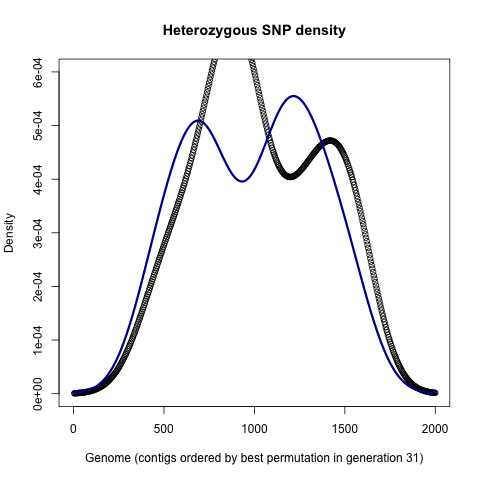 Heterozygous SNP density
6e-04
5e-04
4e-04
3e-04
2e-04
1e-04
0e+00
Density
0 500 1000 1500 2000
Genome (contigs ordered by best permutation in generation 31)